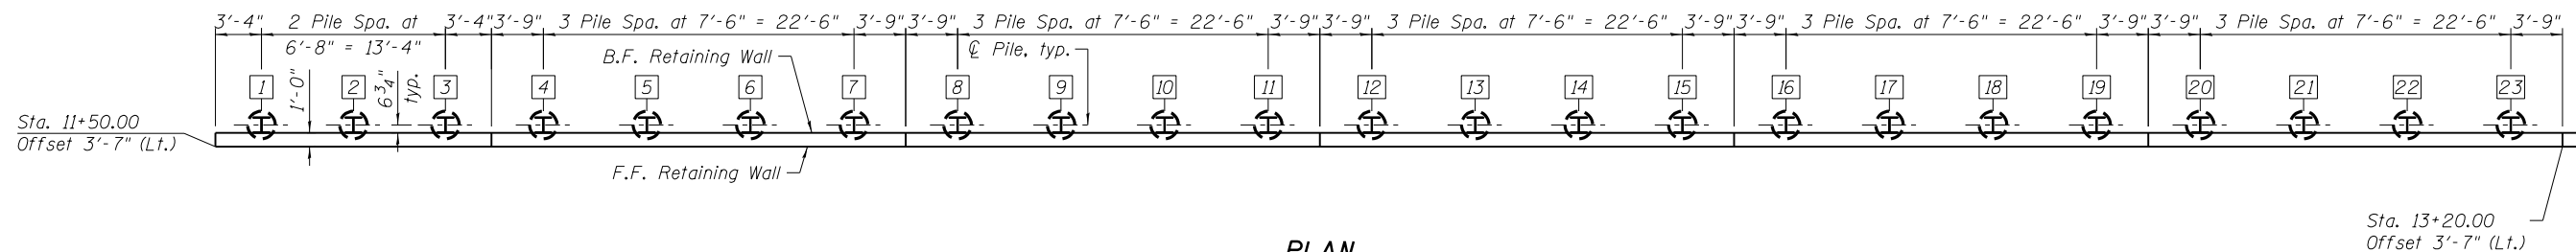 3'-4" 2 Pile Spa. at 3'-4" 3'-9" 3 Pile Spa. at 7'-6" = 22'-6" 3'-9" 3'-9" 3 Pile Spa. at 7'-6" = 22'-6" 3'-9" 3'-9" 3 Pile Spa. at 7'-6" = 22'-6" 3'-9" 3'-9" 3 Pile Spa. at 7'-6" = 22'-6" 3'-9" 3'-9" 3 Pile Spa. at 7'-6" = 22'-6" 3'-9"
6'-8" = 13'-4"
B.F. Retaining Wall
℄ Pile, typ.
1'-0"
6 3/4"
typ.
1 2 3 4 5 6 7 8 9 10 11 12 13 14 15 16 17 18 19 20 21 22 23
Sta. 11+50.00
Offset 3'-7" (Lt.)
F.F. Retaining Wall
Sta. 13+20.00
Offset 3'-7" (Lt.)
PLAN